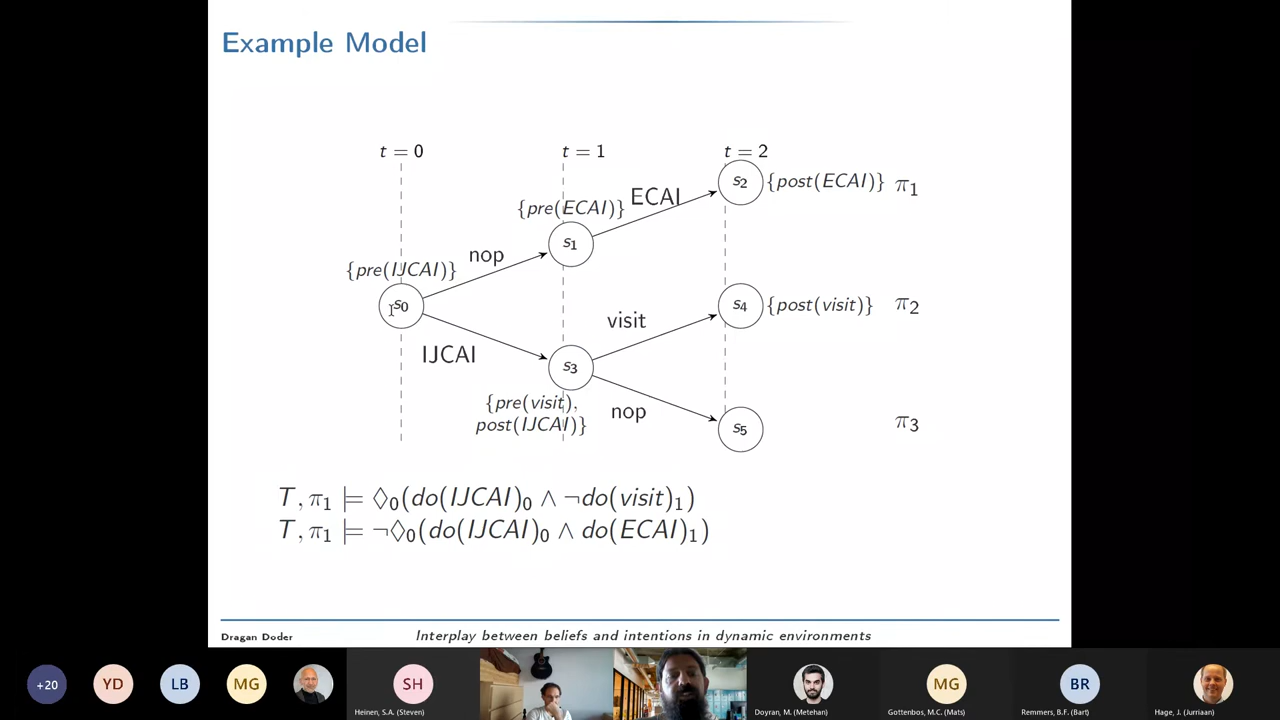 Example Model
t = 0
t = 1
t = 2
s2
{post(ECAI)}
π1
ECAI
{pre(ECAI)}
s1
nop
{pre(IJCAI)}
s0
s4
{post(visit)}
π2
visit
IJCAI
s3
{pre(visit),
post(IJCAI)}
nop
s5
π3
T, π1 ⊨ ◊0(do(IJCAI)0 ∧ ¬do(visit)1)
T, π1 ⊨ ¬◊0(do(IJCAI)0 ∧ do(ECAI)1)
Dragan Doder
Interplay between beliefs and intentions in dynamic environments
+20
YD
LB
MG
SH
MG
BR
Heinen, S.A. (Steven)
Doyran, M. (Metehan)
Gottenbos, M.C. (Mats)
Remmers, B.F. (Bart)
Hage, J. (Jurriaan)